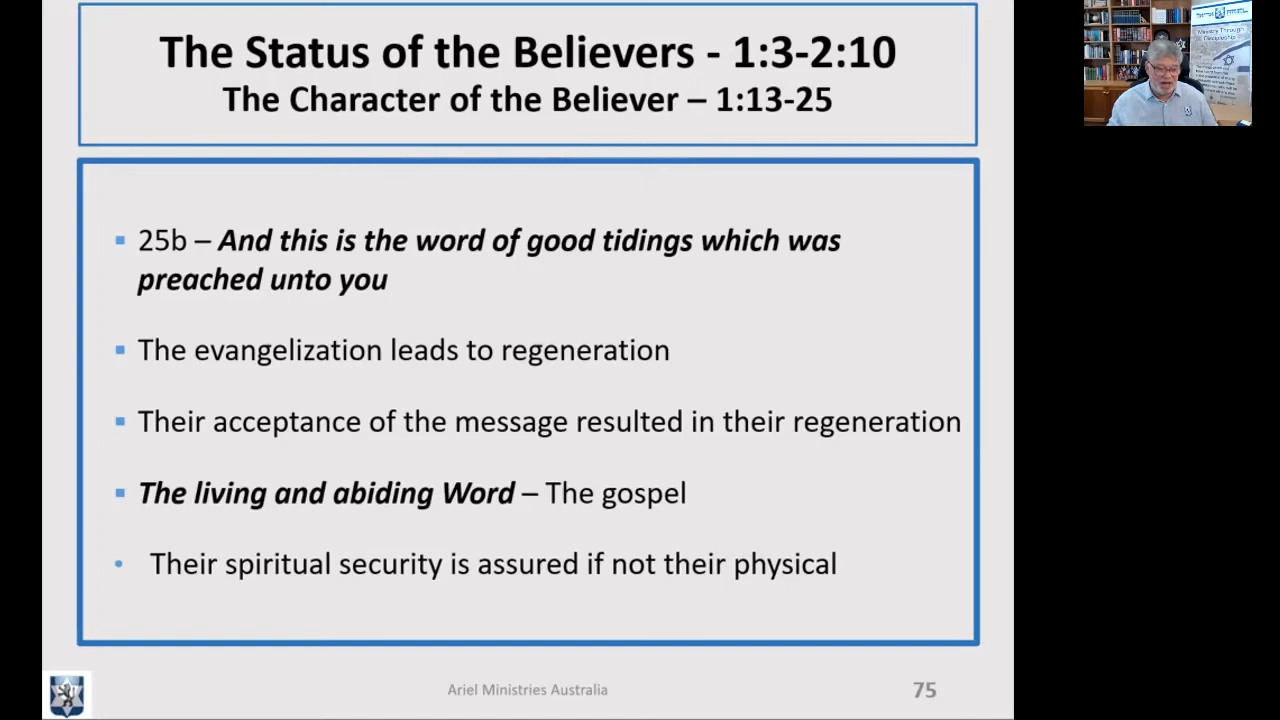 The Status of the Believers - 1:3-2:10
The Character of the Believer – 1:13-25
▪ 25b – And this is the word of good tidings which was
preached unto you
▪ The evangelization leads to regeneration
▪ Their acceptance of the message resulted in their regeneration
▪ The living and abiding Word – The gospel
• Their spiritual security is assured if not their physical
Ariel Ministries Australia
75
Ministry Through
Discipleship